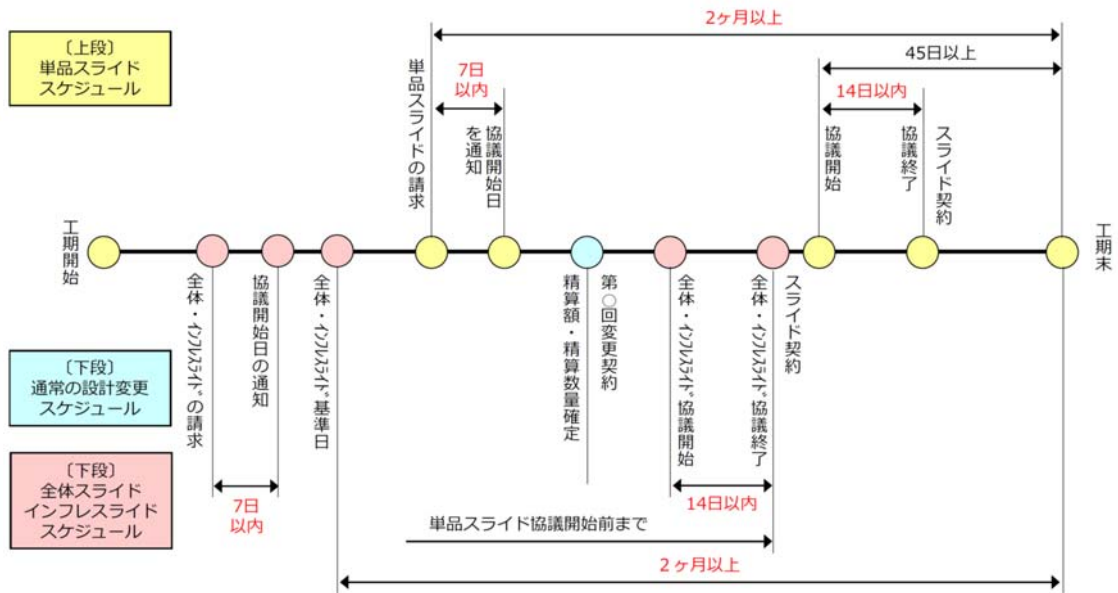 2ヶ月以上
〔上段〕
単品スライド
スケジュール
45日以上
7日
以内
14日以内
単品スライドの請求
協議開始日
を通知
協議開始
協議終了
スライド契約
工期開始
工期末
全体・インフレスライドの請求
協議開始日の通知
全体・インフレスライド基準日
第○回変更契約
精算額・精算数量確定
全体・インフレスライド協議開始
スライド契約
全体・インフレスライド協議終了
〔下段〕
通常の設計変更
スケジュール
〔下段〕
全体スライド
インフレスライド
スケジュール
7日
以内
14日以内
単品スライド協議開始前まで
2ヶ月以上